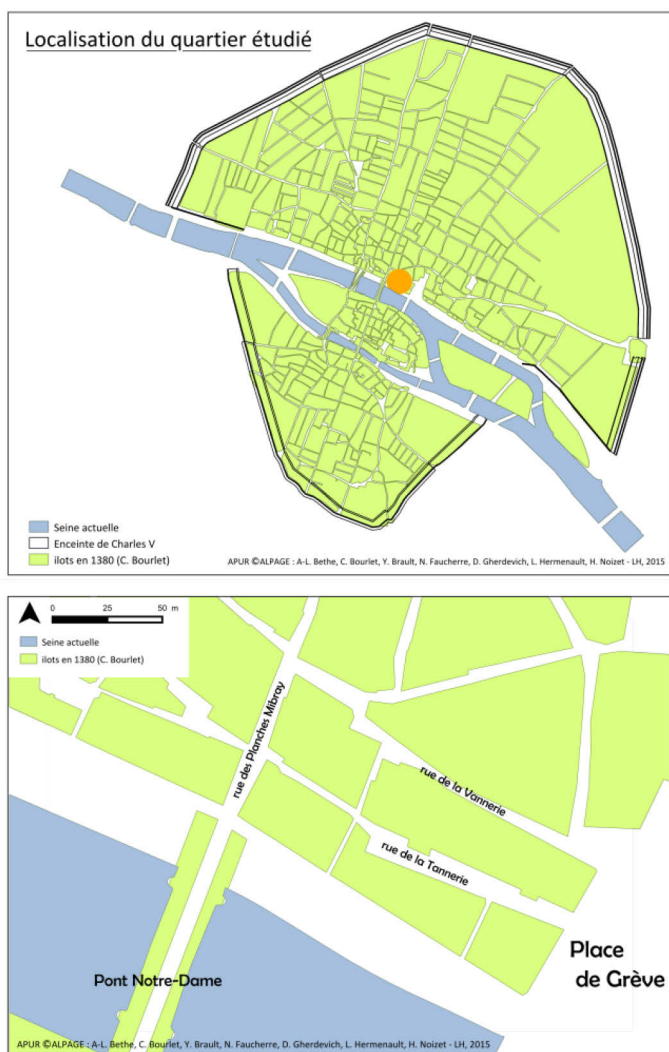 Localisation du quartier étudié
Seine actuelle
Enceinte de Charles V
ilots en 1380 (C. Bourlet)
APUR ©ALPAGE : A-L. Bethe, C. Bourlet, Y. Brault, N. Faucherre, D. Gherdevich, L. Hermenault, H. Noizet - LH, 2015
0 25 50 m
Seine actuelle
ilots en 1380 (C. Bourlet)
rue des Planches Mibray
rue de la Vannerie
rue de la Tannerie
Place
de Grève
Pont Notre-Dame
APUR ©ALPAGE : A-L. Bethe, C. Bourlet, Y. Brault, N. Faucherre, D. Gherdevich, L. Hermenault, H. Noizet - LH, 2015